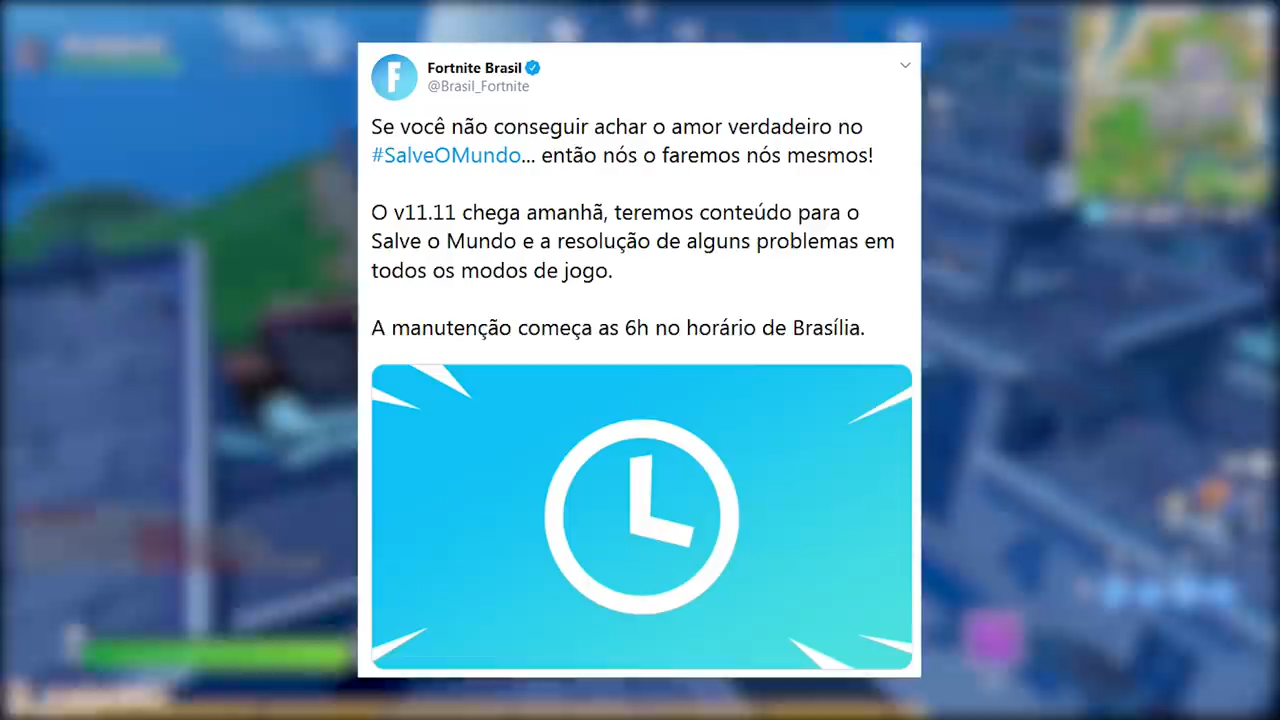 Fortnite Brasil
@Brasil_Fortnite
Se você não conseguir achar o amor verdadeiro no
#SalveOMundo... então nós o faremos nós mesmos!
O v11.11 chega amanhã, teremos conteúdo para o
Salve o Mundo e a resolução de alguns problemas em
todos os modos de jogo.
A manutenção começa as 6h no horário de Brasília.